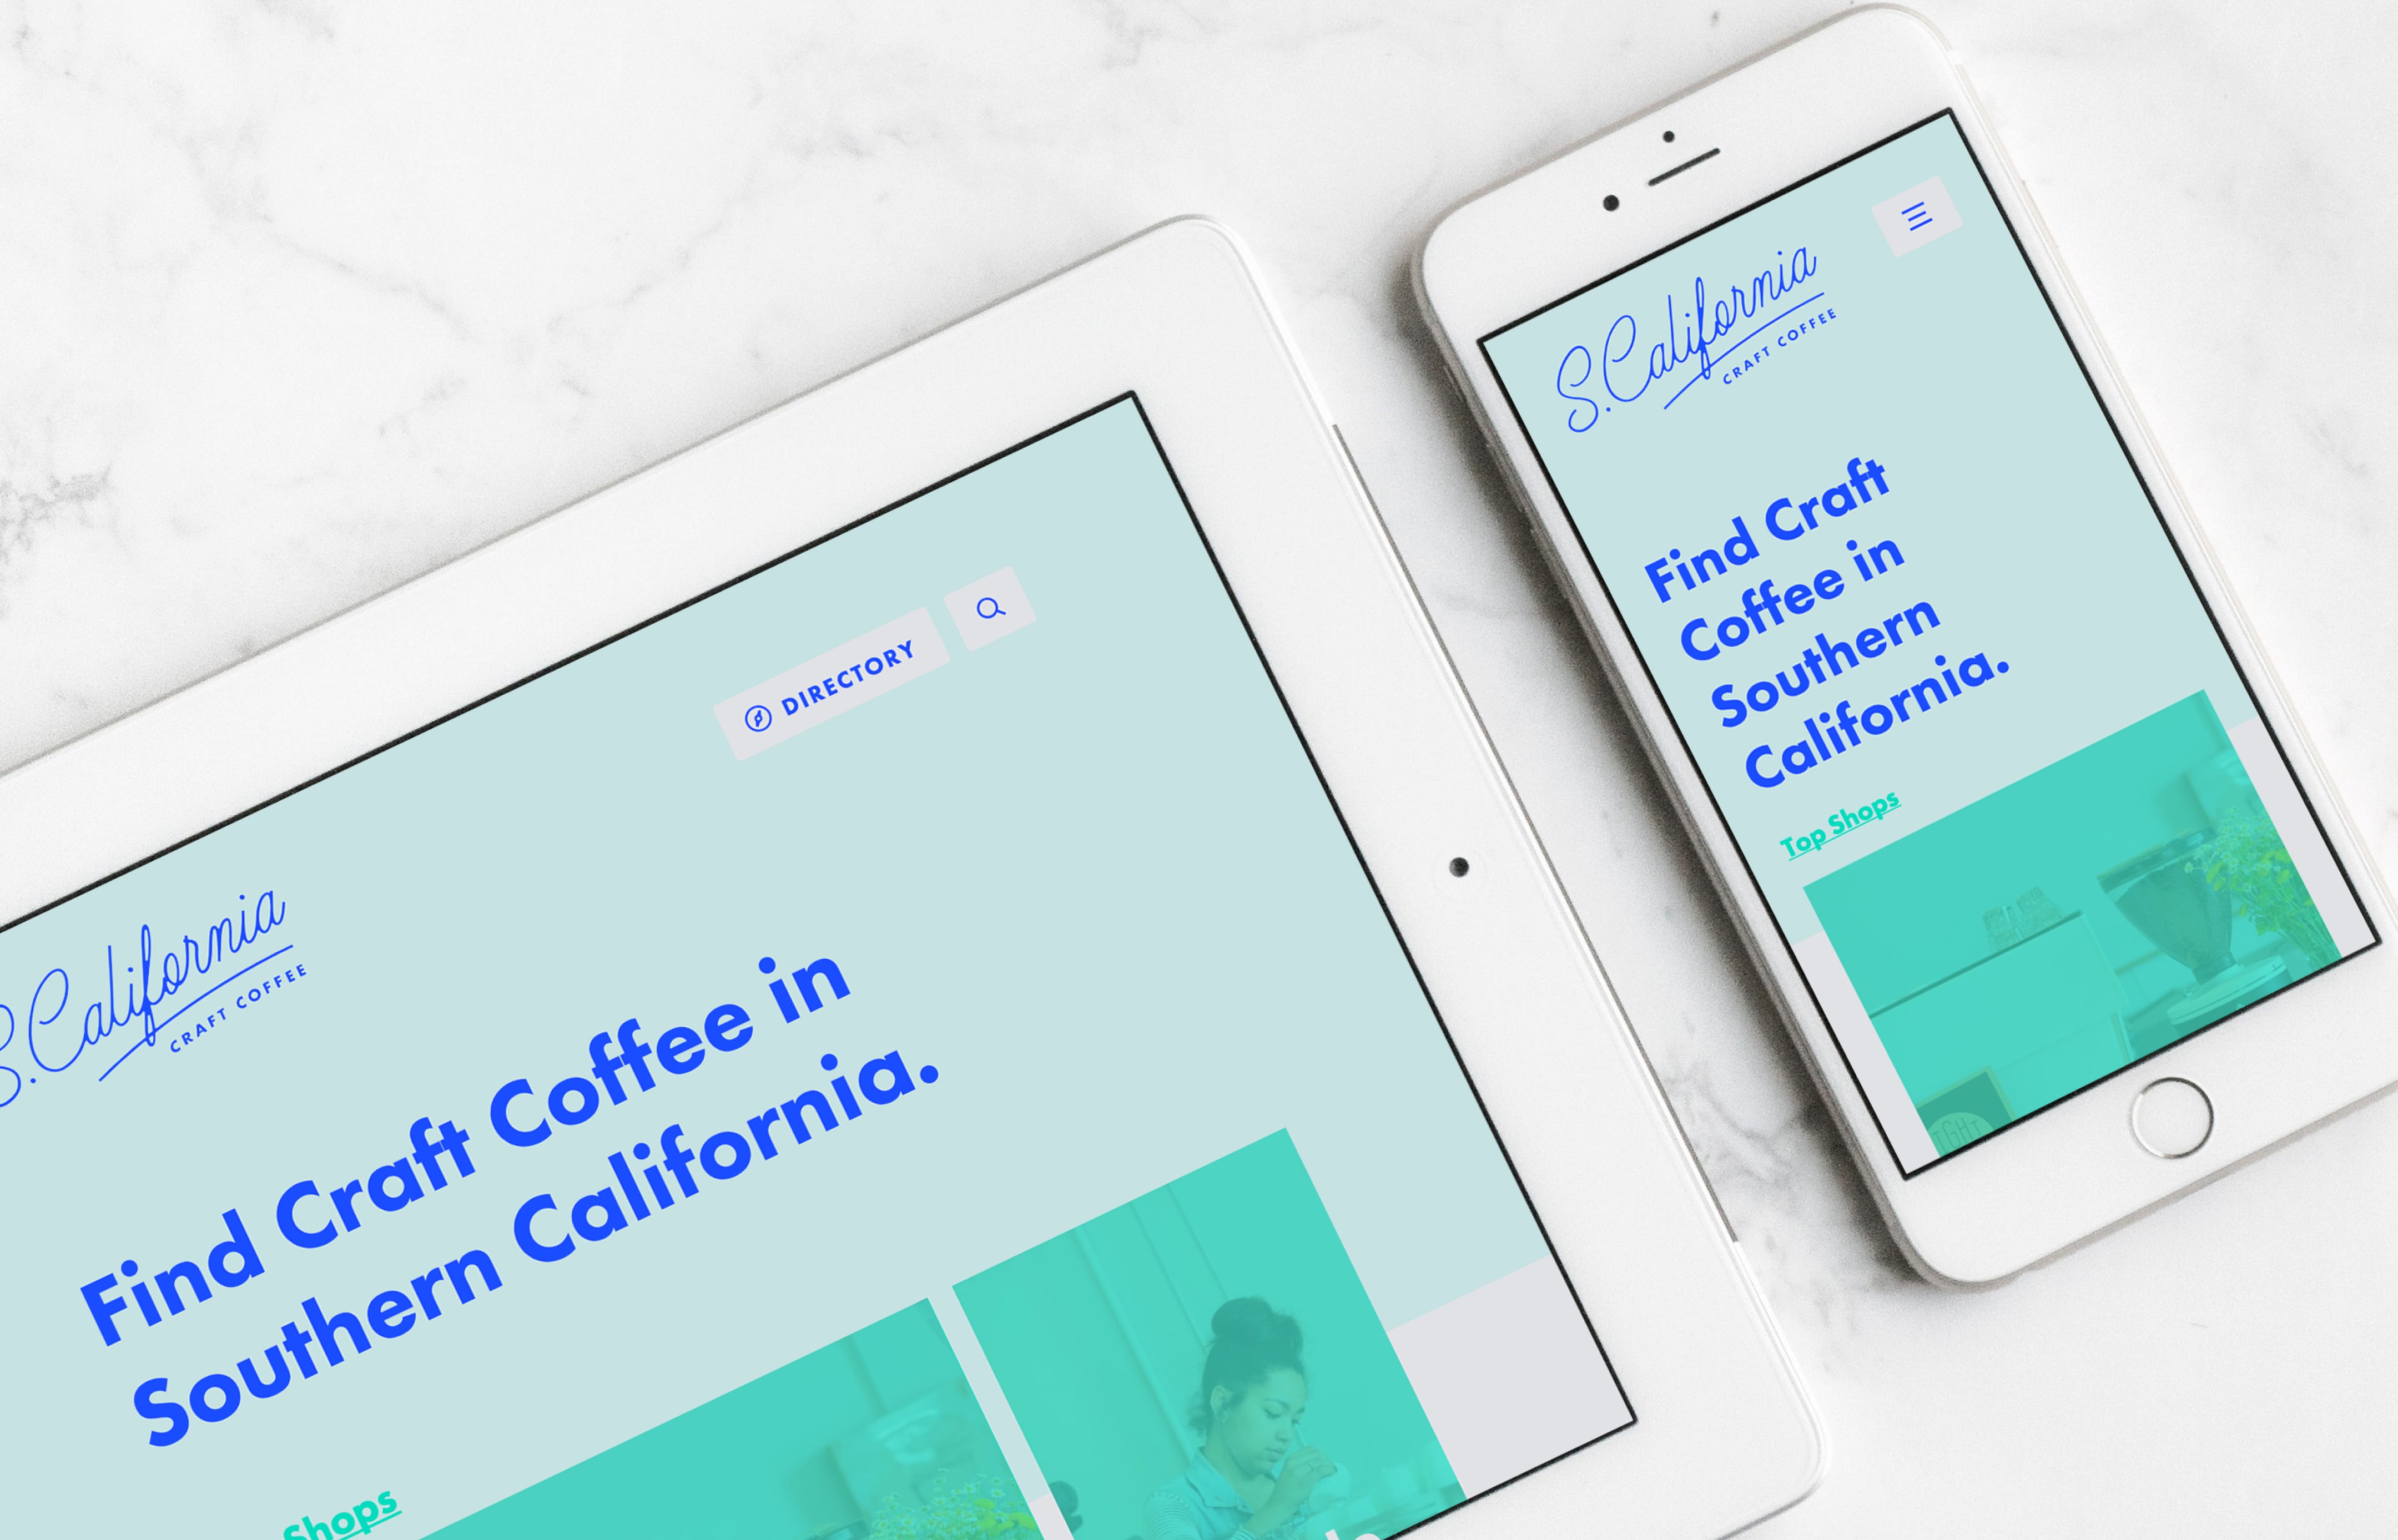 DIRECTORY
S.California
CRAFT COFFEE
Find Craft Coffee in
Southern California.
Shops
S.California
CRAFT COFFEE
Find Craft
Coffee in
Southern
California.
Top Shops